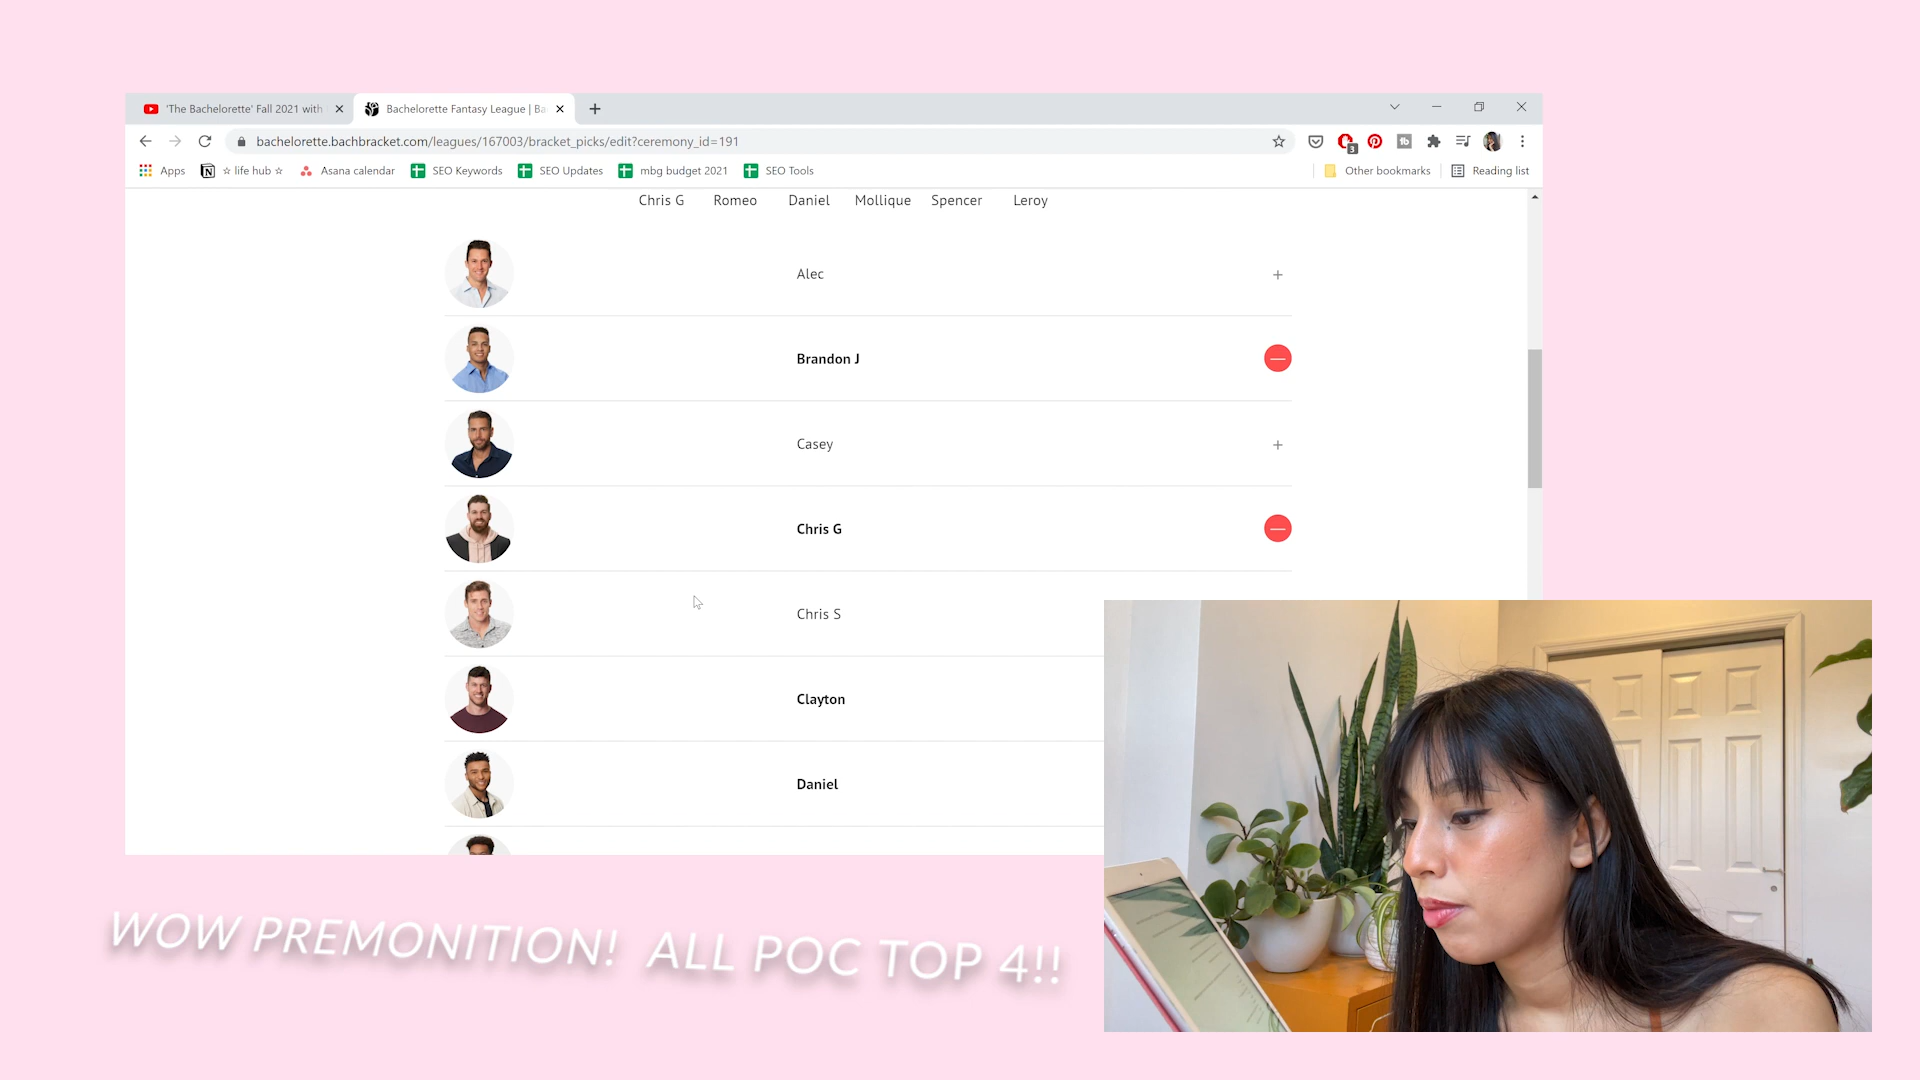 'The Bachelorette' Fall 2021 with
Bachelorette Fantasy League | Ba
bachelorette.bachbracket.com/leagues/167003/bracket_picks/edit?ceremony_id=191
3
Apps
☆ life hub ☆
Asana calendar
SEO Keywords
SEO Updates
mbg budget 2021
SEO Tools
Other bookmarks
Reading list
Chris G Romeo Daniel Mollique Spencer Leroy
Alec
Brandon J
Casey
Chris G
Chris S
Clayton
Daniel
WOW PREMONITION! ALL POC TOP 4!!